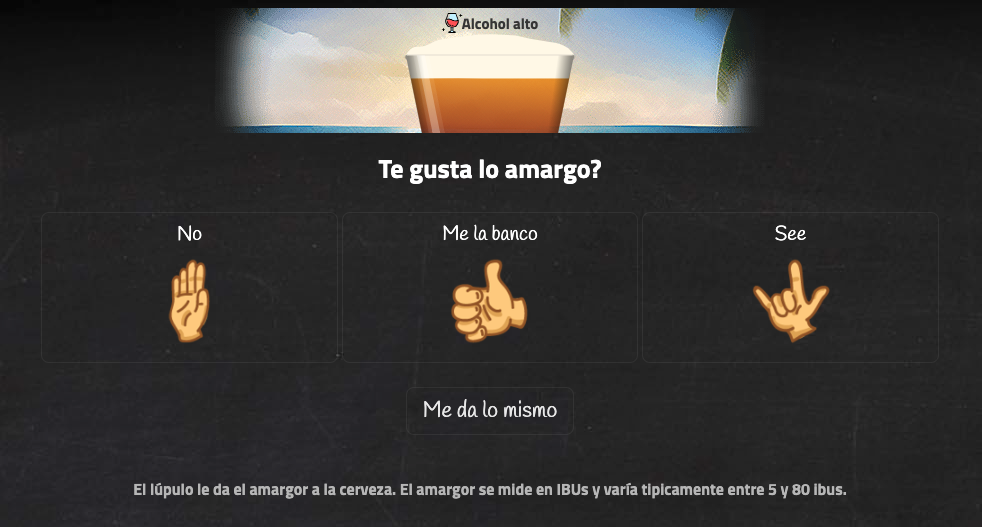 Alcohol alto
Te gusta lo amargo?
No
Me la banco
See
Me da lo mismo
El lúpulo le da el amargor a la cerveza. El amargor se mide en IBUs y varía tipicamente entre 5 y 80 ibus.